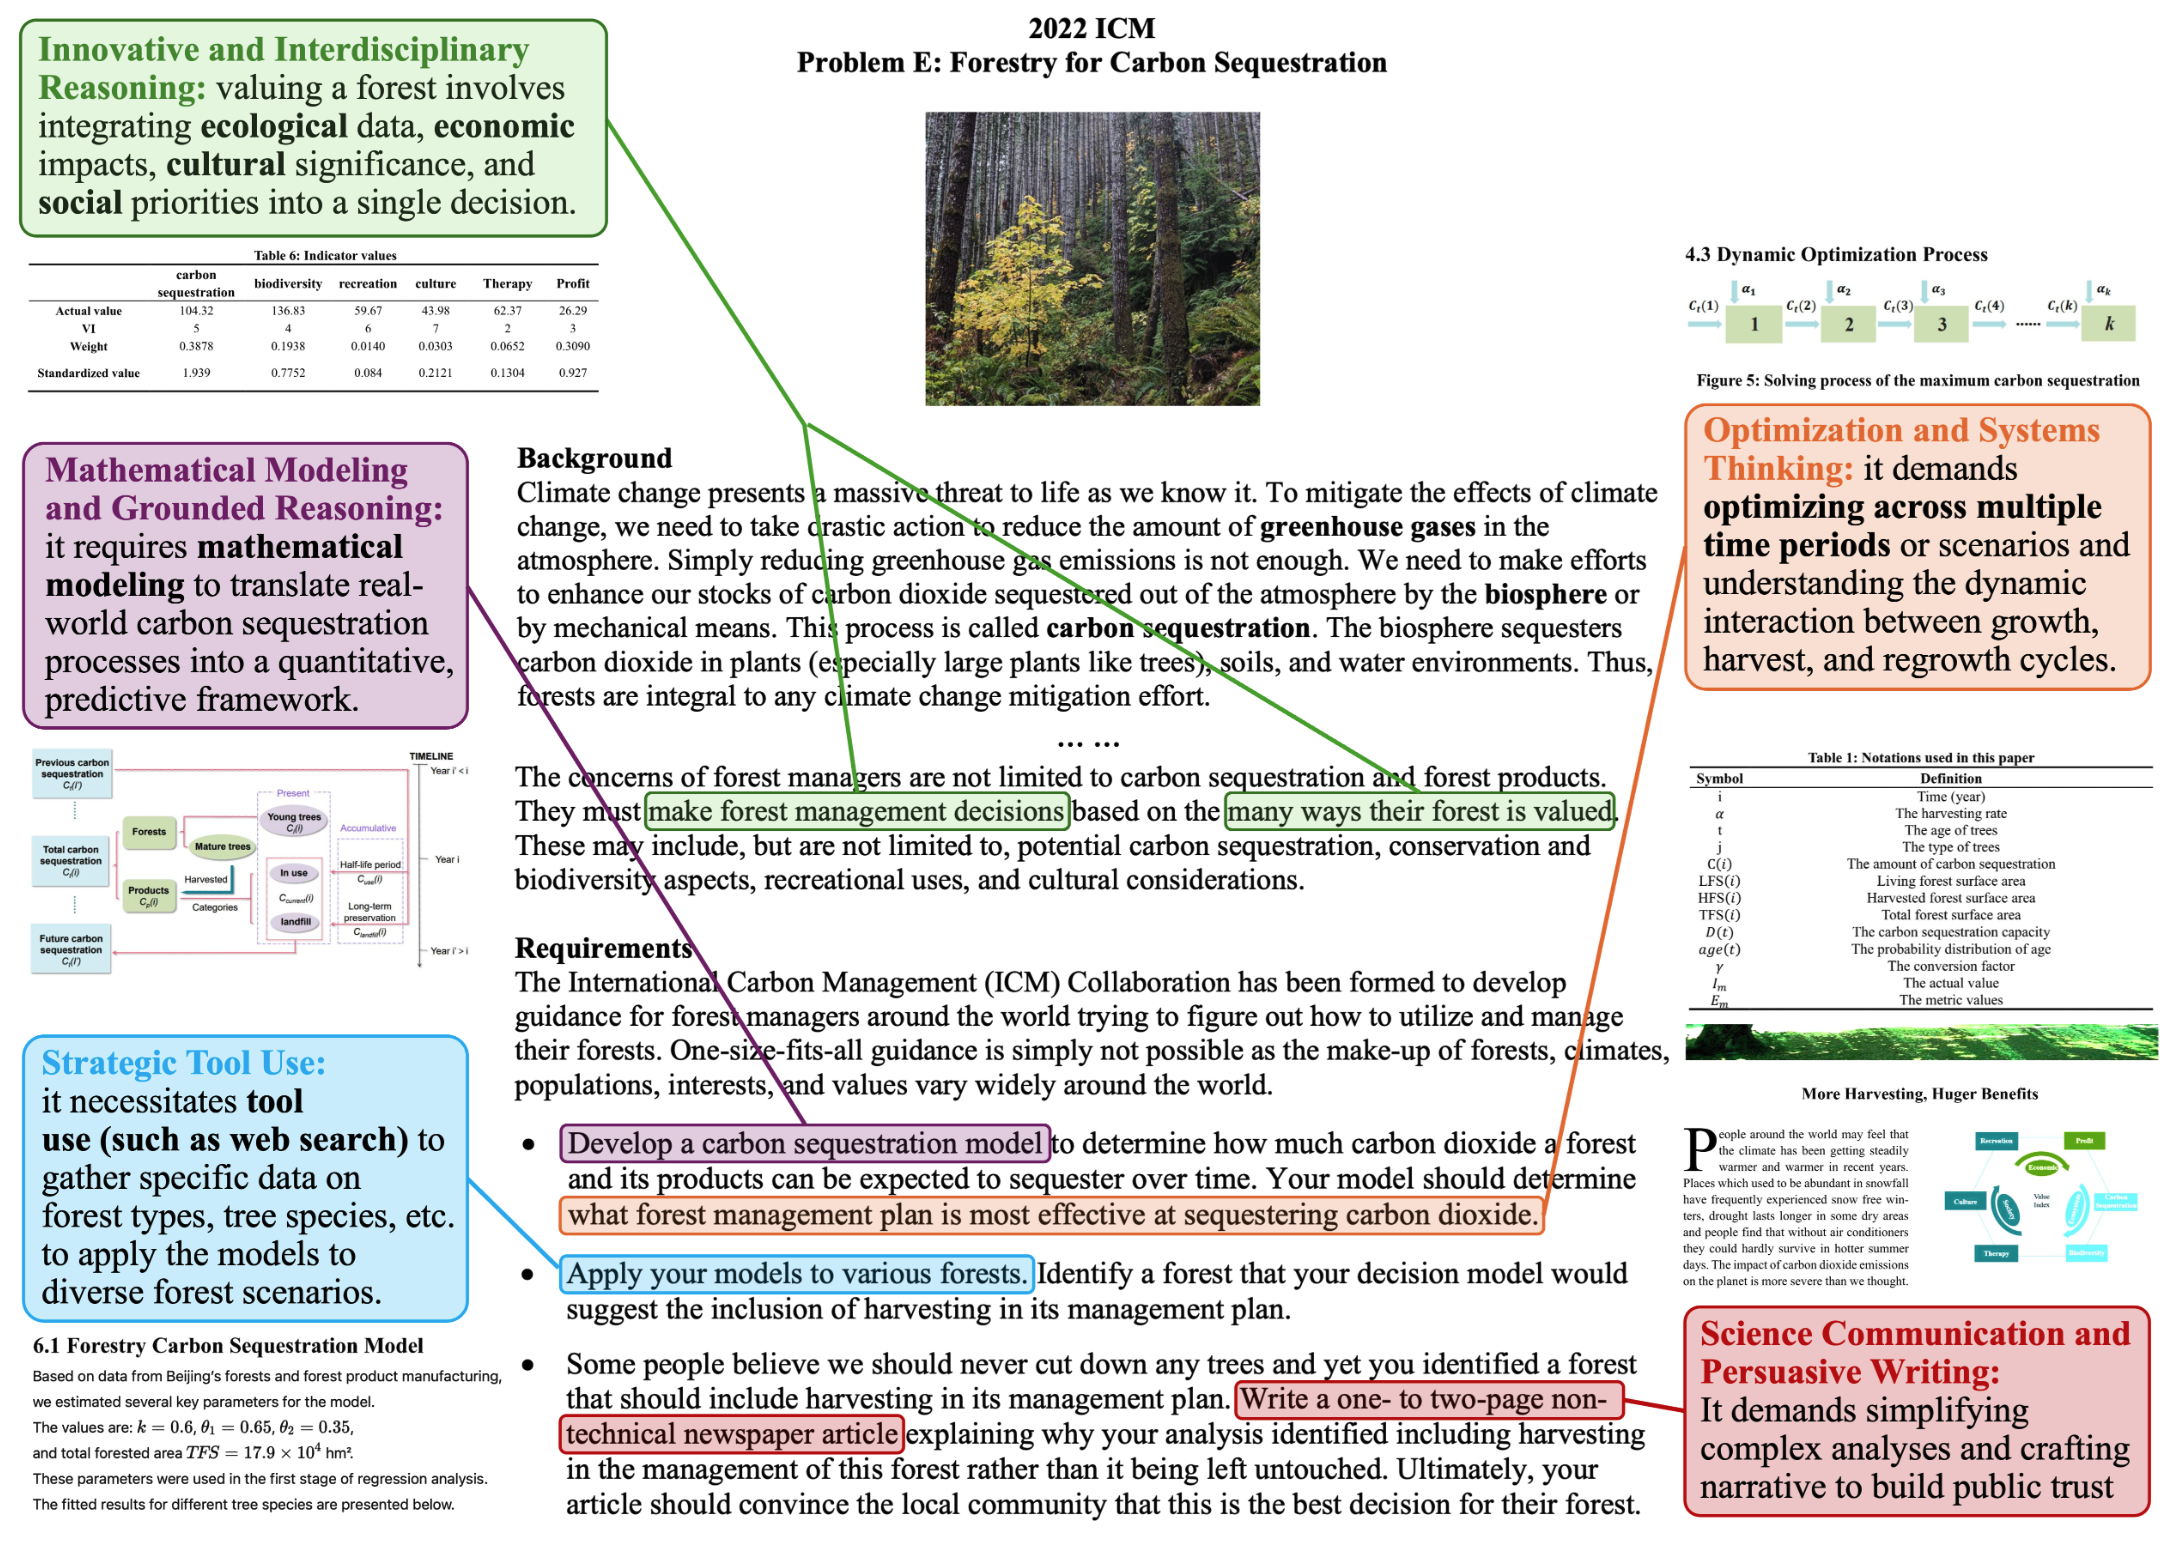 2022 ICM
Problem E: Forestry for Carbon Sequestration
Innovative and Interdisciplinary
Reasoning: valuing a forest involves
integrating ecological data, economic
impacts, cultural significance, and
social priorities into a single decision.
Table 6: Indicator values
carbon sequestration biodiversity recreation culture Therapy Profit
Actual value 104.32 136.83 59.67 43.98 62.37 26.29
VI 5 4 6 7 2 3
Weight 0.3878 0.1938 0.0140 0.0303 0.0652 0.3090
Standardized value 1.939 0.7752 0.084 0.2121 0.1304 0.927
Mathematical Modeling
and Grounded Reasoning:
it requires mathematical
modeling to translate real-
world carbon sequestration
processes into a quantitative,
predictive framework.
TIMELINE
Previous carbon
sequestration
Cₜ(i')
Year i' < i
Present
Young trees
Cf(i)
Forests
Accumulative
Mature trees
Total carbon
sequestration
Cₜ(i)
Year i
Half-life period
Cuse(i)
In use
Harvested
Products
Cp(i)
Ccurrent(i)
Categories
Long-term
preservation
Clandfill(i)
landfill
Future carbon
sequestration
Cₜ(i')
Year i' > i
Strategic Tool Use:
it necessitates tool
use (such as web search) to
gather specific data on
forest types, tree species, etc.
to apply the models to
diverse forest scenarios.
6.1 Forestry Carbon Sequestration Model
Based on data from Beijing's forests and forest product manufacturing,
we estimated several key parameters for the model.
The values are: k = 0.6, θ₁ = 0.65, θ₂ = 0.35,
and total forested area TFS = 17.9 × 10⁴ hm².
These parameters were used in the first stage of regression analysis.
The fitted results for different tree species are presented below.
Background
Climate change presents a massive threat to life as we know it. To mitigate the effects of climate
change, we need to take drastic action to reduce the amount of greenhouse gases in the
atmosphere. Simply reducing greenhouse gas emissions is not enough. We need to make efforts
to enhance our stocks of carbon dioxide sequestered out of the atmosphere by the biosphere or
by mechanical means. This process is called carbon sequestration. The biosphere sequesters
carbon dioxide in plants (especially large plants like trees), soils, and water environments. Thus,
forests are integral to any climate change mitigation effort.
... ...
The concerns of forest managers are not limited to carbon sequestration and forest products.
They must make forest management decisions based on the many ways their forest is valued.
These may include, but are not limited to, potential carbon sequestration, conservation and
biodiversity aspects, recreational uses, and cultural considerations.
Requirements
The International Carbon Management (ICM) Collaboration has been formed to develop
guidance for forest managers around the world trying to figure out how to utilize and manage
their forests. One-size-fits-all guidance is simply not possible as the make-up of forests, climates,
populations, interests, and values vary widely around the world.
• Develop a carbon sequestration model to determine how much carbon dioxide a forest
and its products can be expected to sequester over time. Your model should determine
what forest management plan is most effective at sequestering carbon dioxide.
• Apply your models to various forests. Identify a forest that your decision model would
suggest the inclusion of harvesting in its management plan.
• Some people believe we should never cut down any trees and yet you identified a forest
that should include harvesting in its management plan. Write a one- to two-page non-
technical newspaper article explaining why your analysis identified including harvesting
in the management of this forest rather than it being left untouched. Ultimately, your
article should convince the local community that this is the best decision for their forest.
4.3 Dynamic Optimization Process
α₁ α₂ α₃ αₖ
Cₜ(1) Cₜ(2) Cₜ(3) Cₜ(4) Cₜ(k)
1 2 3 ...... k
Figure 5: Solving process of the maximum carbon sequestration
Optimization and Systems
Thinking: it demands
optimizing across multiple
time periods or scenarios and
understanding the dynamic
interaction between growth,
harvest, and regrowth cycles.
Table 1: Notations used in this paper
Symbol Definition
i Time (year)
α The harvesting rate
t The age of trees
j The type of trees
C(i) The amount of carbon sequestration
LFS(i) Living forest surface area
HFS(i) Harvested forest surface area
TFS(i) Total forest surface area
D(t) The carbon sequestration capacity
age(t) The probability distribution of age
γ The conversion factor
Iₘ The actual value
Eₘ The metric values
More Harvesting, Huger Benefits
People around the world may feel that
the climate has been getting steadily
warmer and warmer in recent years.
Places which used to be abundant in snowfall
have frequently experienced snow free win-
ters, drought lasts longer in some dry areas
and people find that without air conditioners
they could hardly survive in hotter summer
days. The impact of carbon dioxide emissions
on the planet is more severe than we thought.
Recreation
Profit
Economic
Culture
Society
Value
Index
Carbon
Sequestration
Therapy
Biodiversity
Science Communication and
Persuasive Writing:
It demands simplifying
complex analyses and crafting
narrative to build public trust